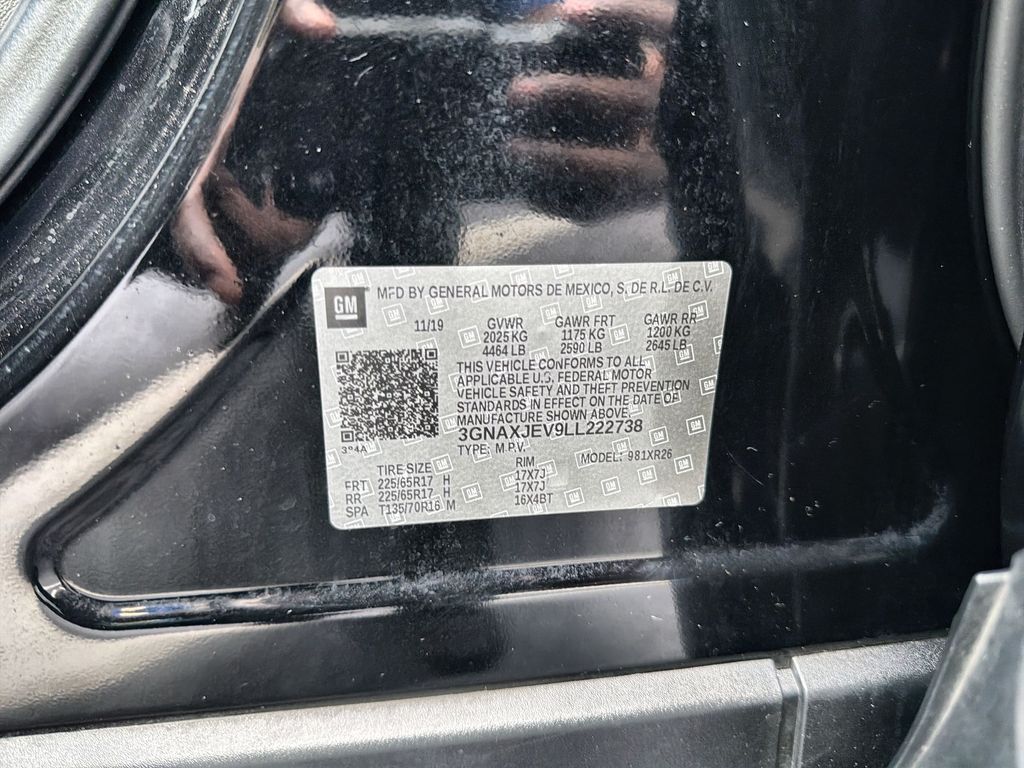 GM
MFD BY GENERAL MOTORS DE MEXICO, S. DE R.L. DE C.V.
11/19 GVWR GAWR FRT GAWR RR
2025 KG 1175 KG 1200 KG
4464 LB 2590 LB 2645 LB
THIS VEHICLE CONFORMS TO ALL
APPLICABLE U.S. FEDERAL MOTOR
VEHICLE SAFETY AND THEFT PREVENTION
STANDARDS IN EFFECT ON THE DATE OF
MANUFACTURE SHOWN ABOVE.
3GNAXJEV9LL222738
TYPE: M.P.V. MODEL: 981XR26
394A
TIRE SIZE RIM
FRT 225/65R17 H 17X7J
RR 225/65R17 H 17X7J
SPA T135/70R16 M 16X4BT